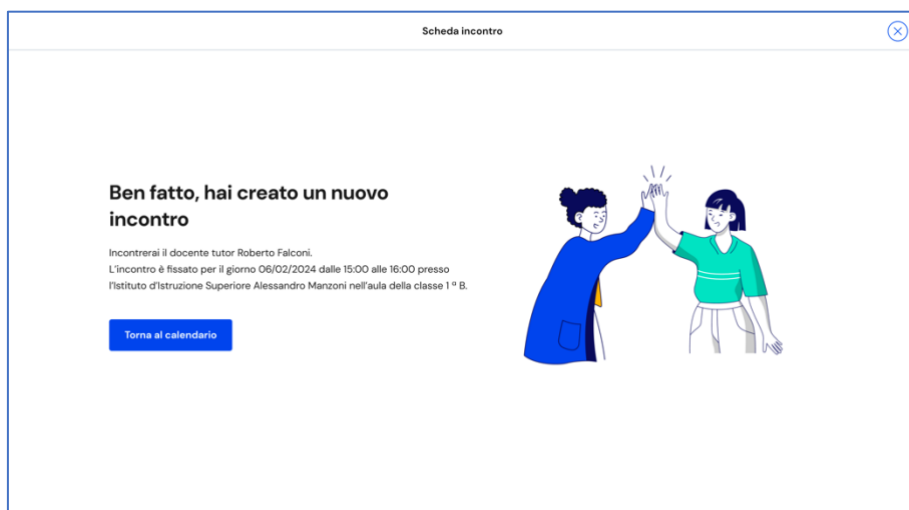 Scheda incontro
Ben fatto, hai creato un nuovo
incontro
Incontrerai il docente tutor Roberto Falconi.
L'incontro è fissato per il giorno 06/02/2024 dalle 15:00 alle 16:00 presso
l'Istituto d'Istruzione Superiore Alessandro Manzoni nell'aula della classe 1 ª B.
Torna al calendario